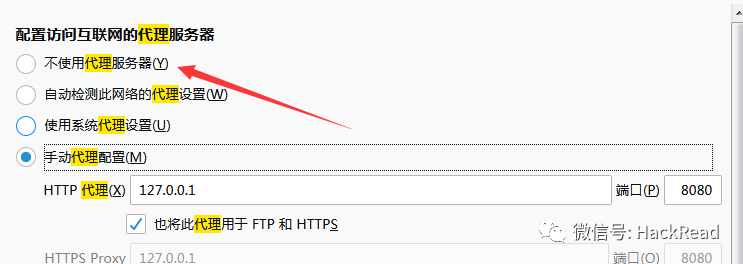 配置访问互联网的代理服务器
不使用代理服务器(Y)
自动检测此网络的代理设置(W)
使用系统代理设置(U)
手动代理配置(M)
HTTP 代理(X) 127.0.0.1 端口(P) 8080
也将此代理用于 FTP 和 HTTPS
微信号: HackRead
HTTPS Proxy 127.0.0.1 端口(O) 8080